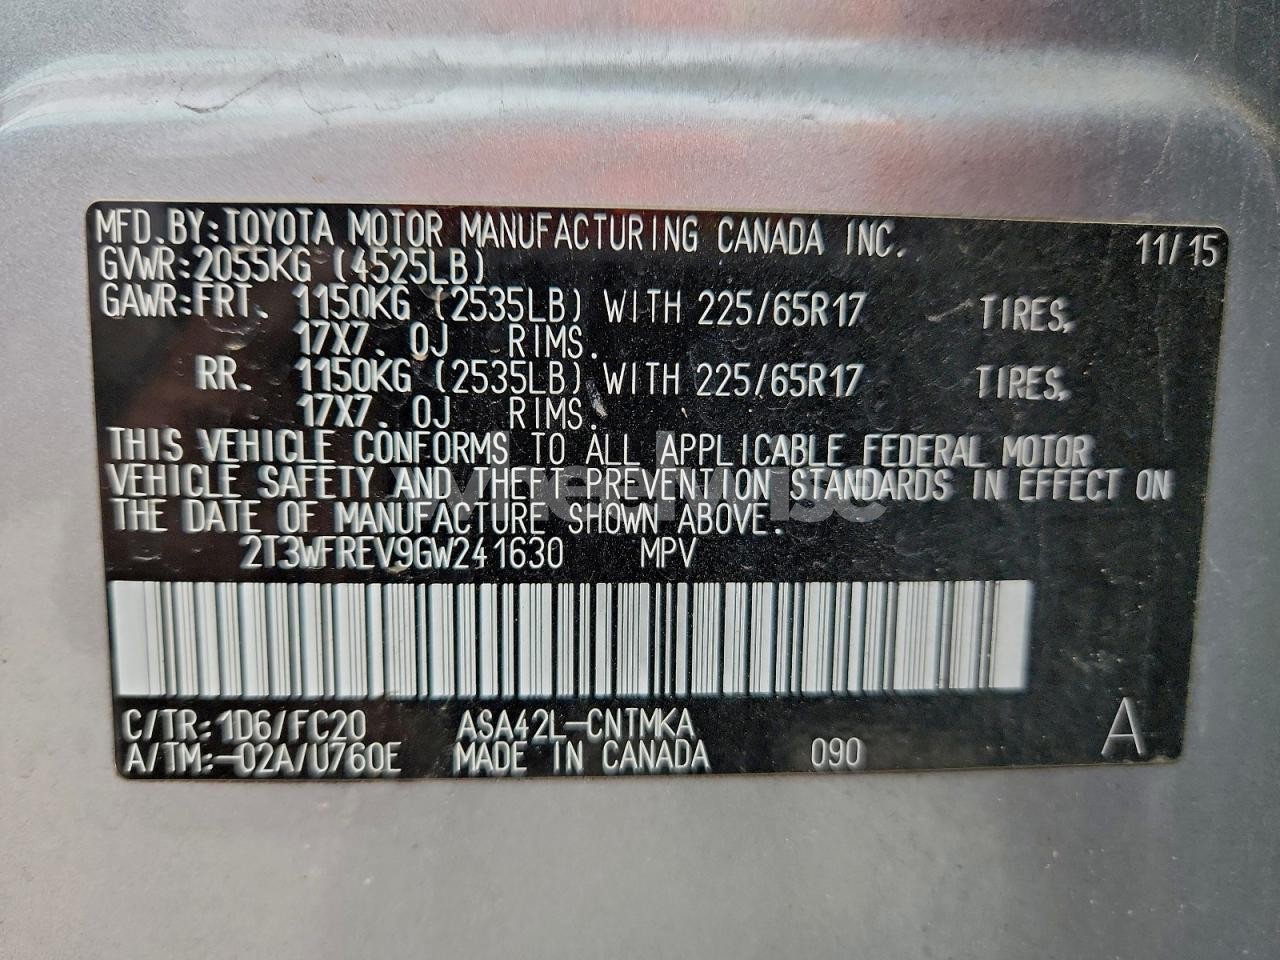 MFD. BY: TOYOTA MOTOR MANUFACTURING CANADA INC. 11/15
GVWR: 2055KG (4525LB)
GAWR: FRT. 1150KG (2535LB) WITH 225/65R17 TIRES,
17X7.0J RIMS.
RR. 1150KG (2535LB) WITH 225/65R17 TIRES,
17X7.0J RIMS.
THIS VEHICLE CONFORMS TO ALL APPLICABLE FEDERAL MOTOR
VEHICLE SAFETY AND THEFT PREVENTION STANDARDS IN EFFECT ON
THE DATE OF MANUFACTURE SHOWN ABOVE.
2T3WFREV9GW241630 MPV
C/TR: 1D6/FC20 ASA42L-CNTMKA
A/TM: -02A/U760E MADE IN CANADA 090 A